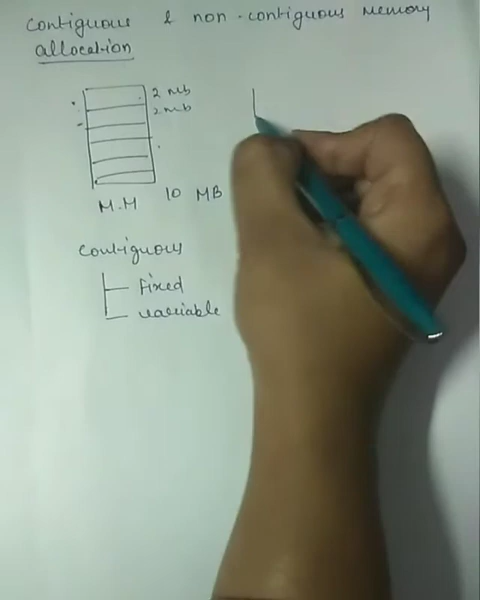 Contiguous & non-contiguous Memory
allocation
2 mb
2 mb
M.M 10 MB
Contiguous
Fixed
variable